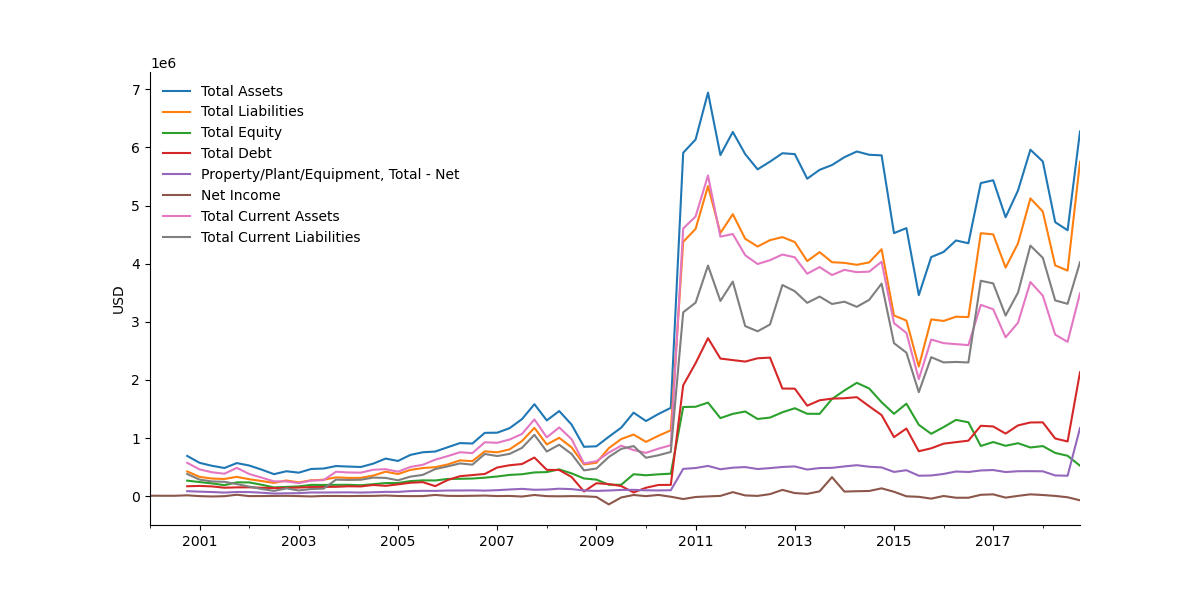 1e6
7
6
5
4
3
2
1
0
USD
Total Assets
Total Liabilities
Total Equity
Total Debt
Property/Plant/Equipment, Total - Net
Net Income
Total Current Assets
Total Current Liabilities
2001 2003 2005 2007 2009 2011 2013 2015 2017